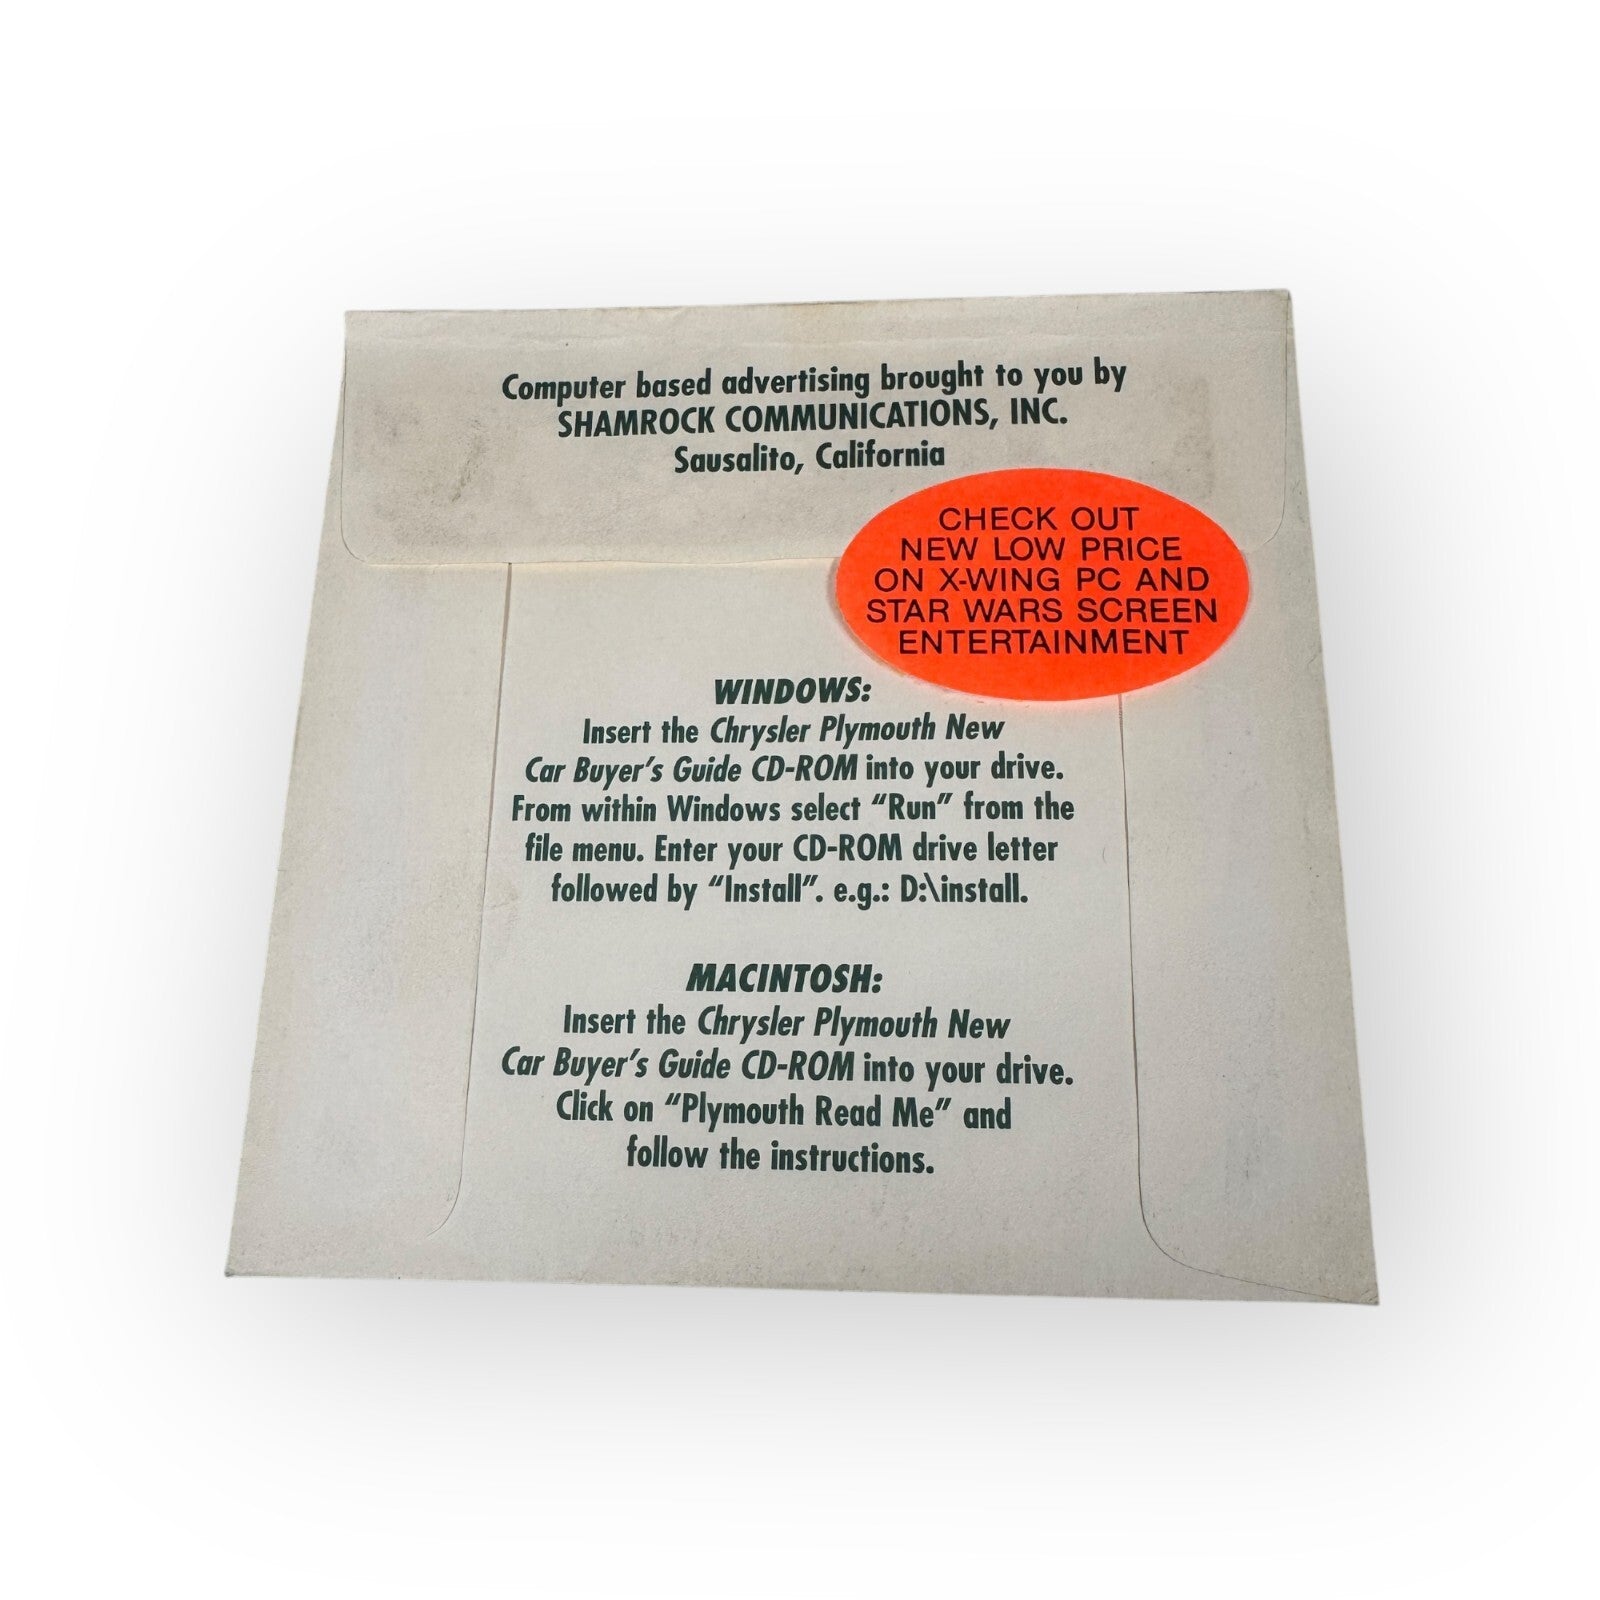 Computer based advertising brought to you by
SHAMROCK COMMUNICATIONS, INC.
Sausalito, California
CHECK OUT
NEW LOW PRICE
ON X-WING PC AND
STAR WARS SCREEN
ENTERTAINMENT
WINDOWS:
Insert the Chrysler Plymouth New
Car Buyer's Guide CD-ROM into your drive.
From within Windows select "Run" from the
file menu. Enter your CD-ROM drive letter
followed by "Install". e.g.: D:\install.
MACINTOSH:
Insert the Chrysler Plymouth New
Car Buyer's Guide CD-ROM into your drive.
Click on "Plymouth Read Me" and
follow the instructions.